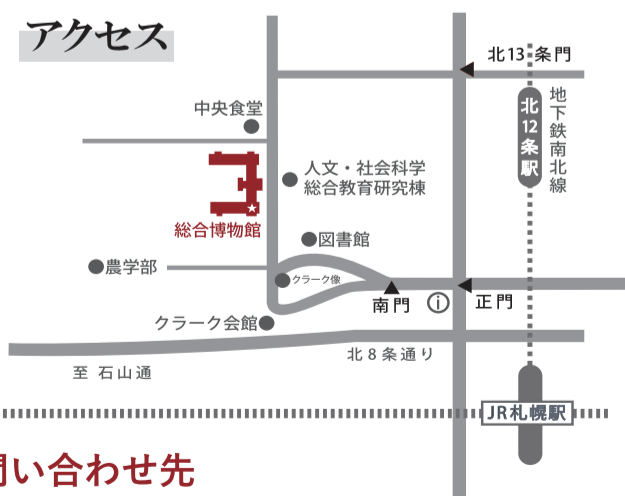 アクセス
北13条門
中央食堂
地下鉄南北線
北12条駅
人文・社会科学
総合教育研究棟
総合博物館
図書館
農学部
クラーク像
南門
i
正門
クラーク会館
北8条通り
至 石山通
JR札幌駅
問い合わせ先